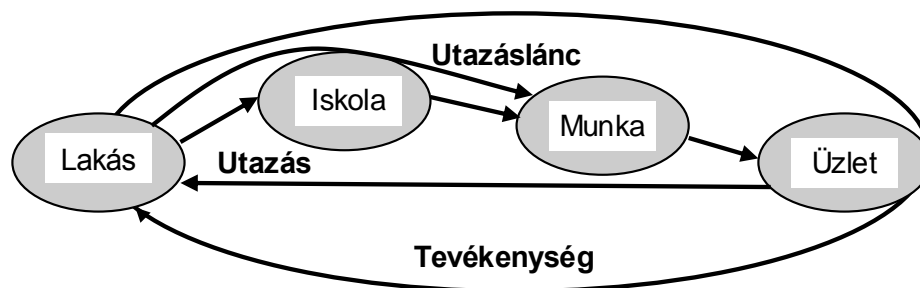 Utazáslánc
Iskola
Munka
Lakás
Utazás
Üzlet
Tevékenység